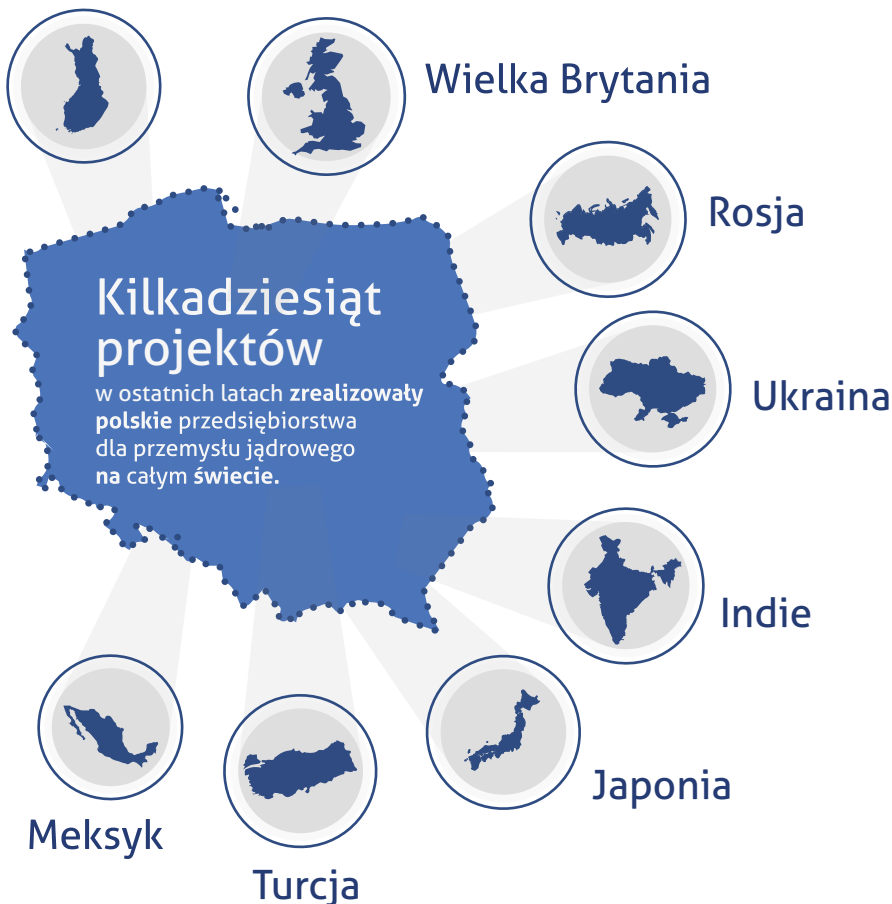 Wielka Brytania
Rosja
Kilkadziesiąt
projektów
w ostatnich latach zrealizowały
polskie przedsiębiorstwa
dla przemysłu jądrowego
na całym świecie.
Ukraina
Indie
Japonia
Meksyk
Turcja